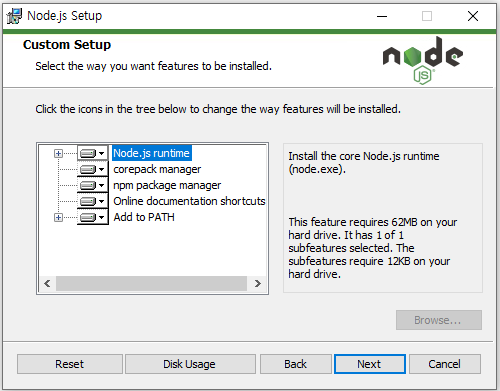 Node.js Setup
Custom Setup
Select the way you want features to be installed.
node
JS
Click the icons in the tree below to change the way features will be installed.
Node.js runtime
corepack manager
npm package manager
Online documentation shortcuts
Add to PATH
Install the core Node.js runtime
(node.exe).
This feature requires 62MB on your
hard drive. It has 1 of 1
subfeatures selected. The
subfeatures require 12KB on your
hard drive.
Browse...
Reset
Disk Usage
Back
Next
Cancel